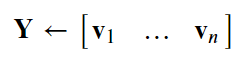 Y ← [v₁ … vₙ]